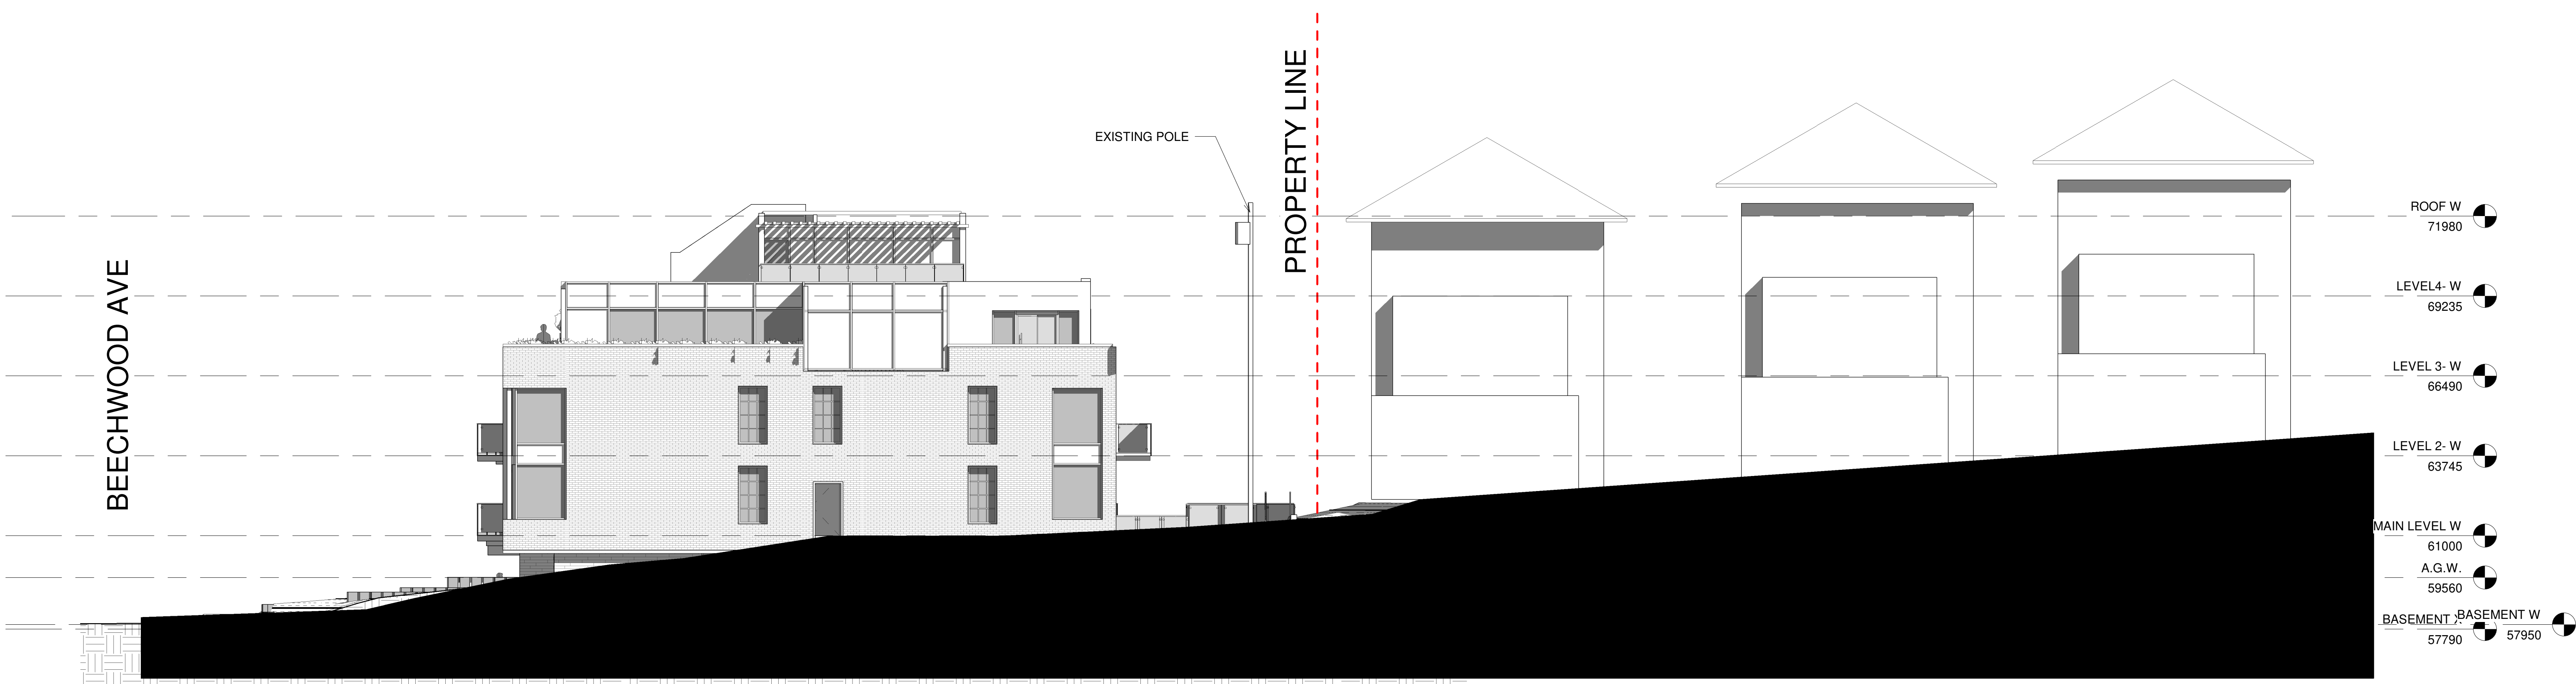 BEECHWOOD AVE
EXISTING POLE
PROPERTY LINE
ROOF W
71980
LEVEL4- W
69235
LEVEL 3- W
66490
LEVEL 2- W
63745
MAIN LEVEL W
61000
A.G.W.
59560
BASEMENT
57790
BASEMENT W
57950